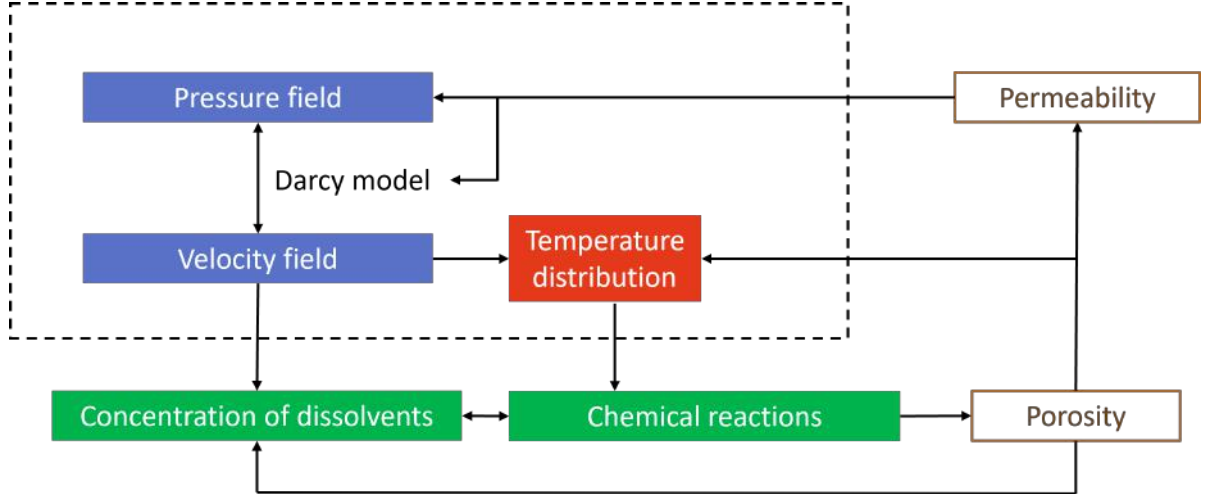 Pressure field
Permeability
Darcy model
Velocity field
Temperature
distribution
Concentration of dissolvents
Chemical reactions
Porosity